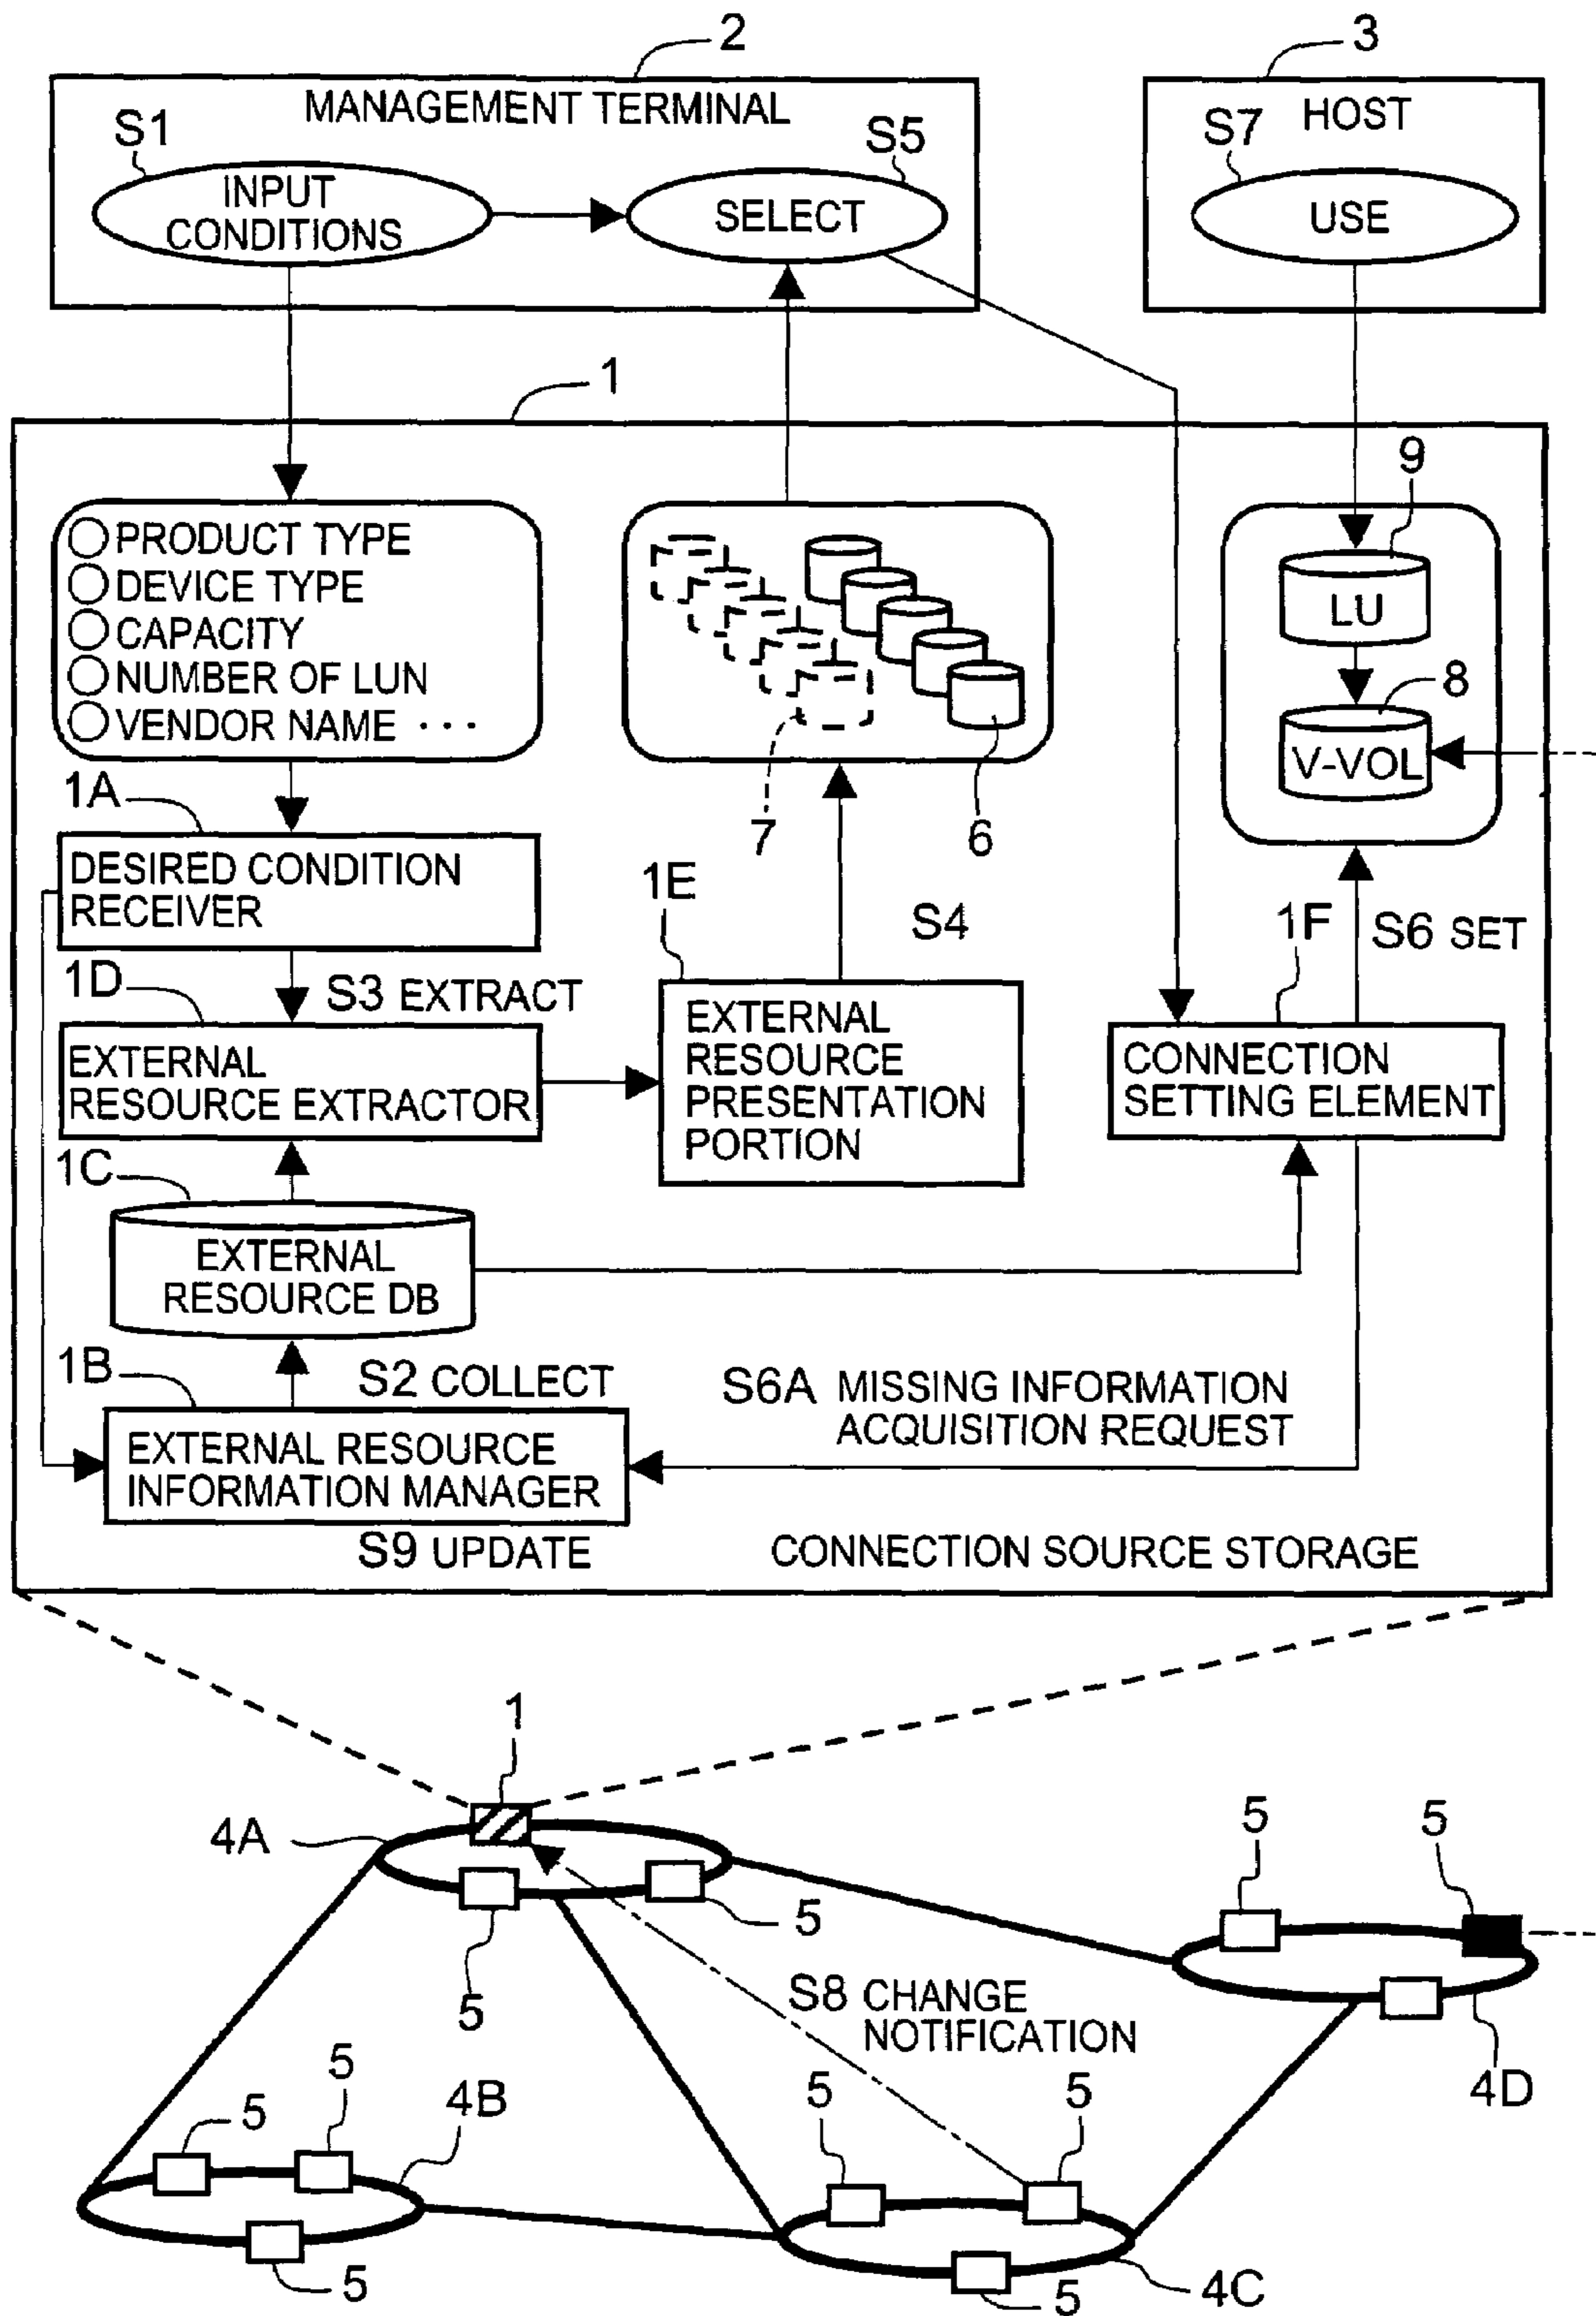 2
3
MANAGEMENT TERMINAL
HOST
S1
S5
S7
INPUT
CONDITIONS
SELECT
USE
1
9
PRODUCT TYPE
DEVICE TYPE
CAPACITY
NUMBER OF LUN
VENDOR NAME ···
LU
8
V-VOL
7
6
1A
DESIRED CONDITION
RECEIVER
1E
S4
1F
S6 SET
1D
S3 EXTRACT
EXTERNAL
RESOURCE EXTRACTOR
EXTERNAL
RESOURCE
PRESENTATION
PORTION
CONNECTION
SETTING ELEMENT
1C
EXTERNAL
RESOURCE DB
1B
S2 COLLECT
S6A MISSING INFORMATION
ACQUISITION REQUEST
EXTERNAL RESOURCE
INFORMATION MANAGER
S9 UPDATE
CONNECTION SOURCE STORAGE
1
4A
5
5
5
5
S8 CHANGE
NOTIFICATION
4D
5
5
4B
5
5
5
5
4C
5